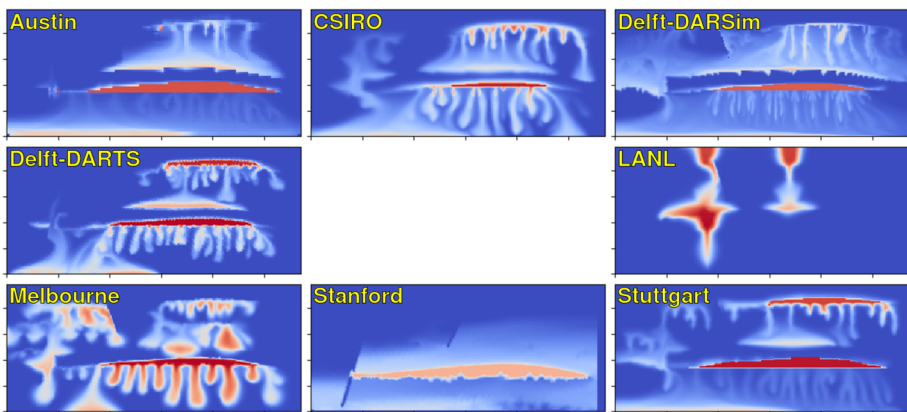 Austin
CSIRO
Delft-DARSim
Delft-DARTS
LANL
Melbourne
Stanford
Stuttgart